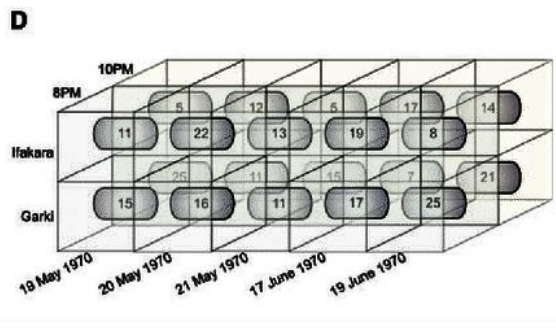 D
10PM
8PM
5 12 5 17 14
Ifakara
11 22 13 19 8
25 11 15 7 21
Garki
15 16 11 17 25
18 May 1970
20 May 1970
21 May 1970
17 June 1970
19 June 1970